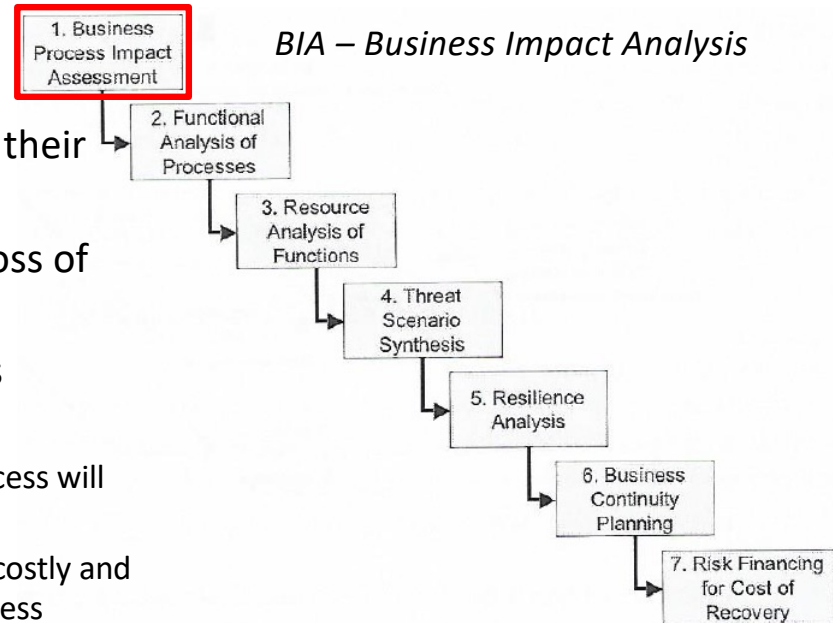 BIA – Business Impact Analysis
1. Business
Process Impact
Assessment
their
2. Functional
Analysis of
Processes
3. Resource
Analysis of
Functions
oss of
4. Threat
Scenario
Synthesis
s
5. Resilience
Analysis
cess will
6. Business
Continuity
Planning
costly and
ess
7. Risk Financing
for Cost of
Recovery